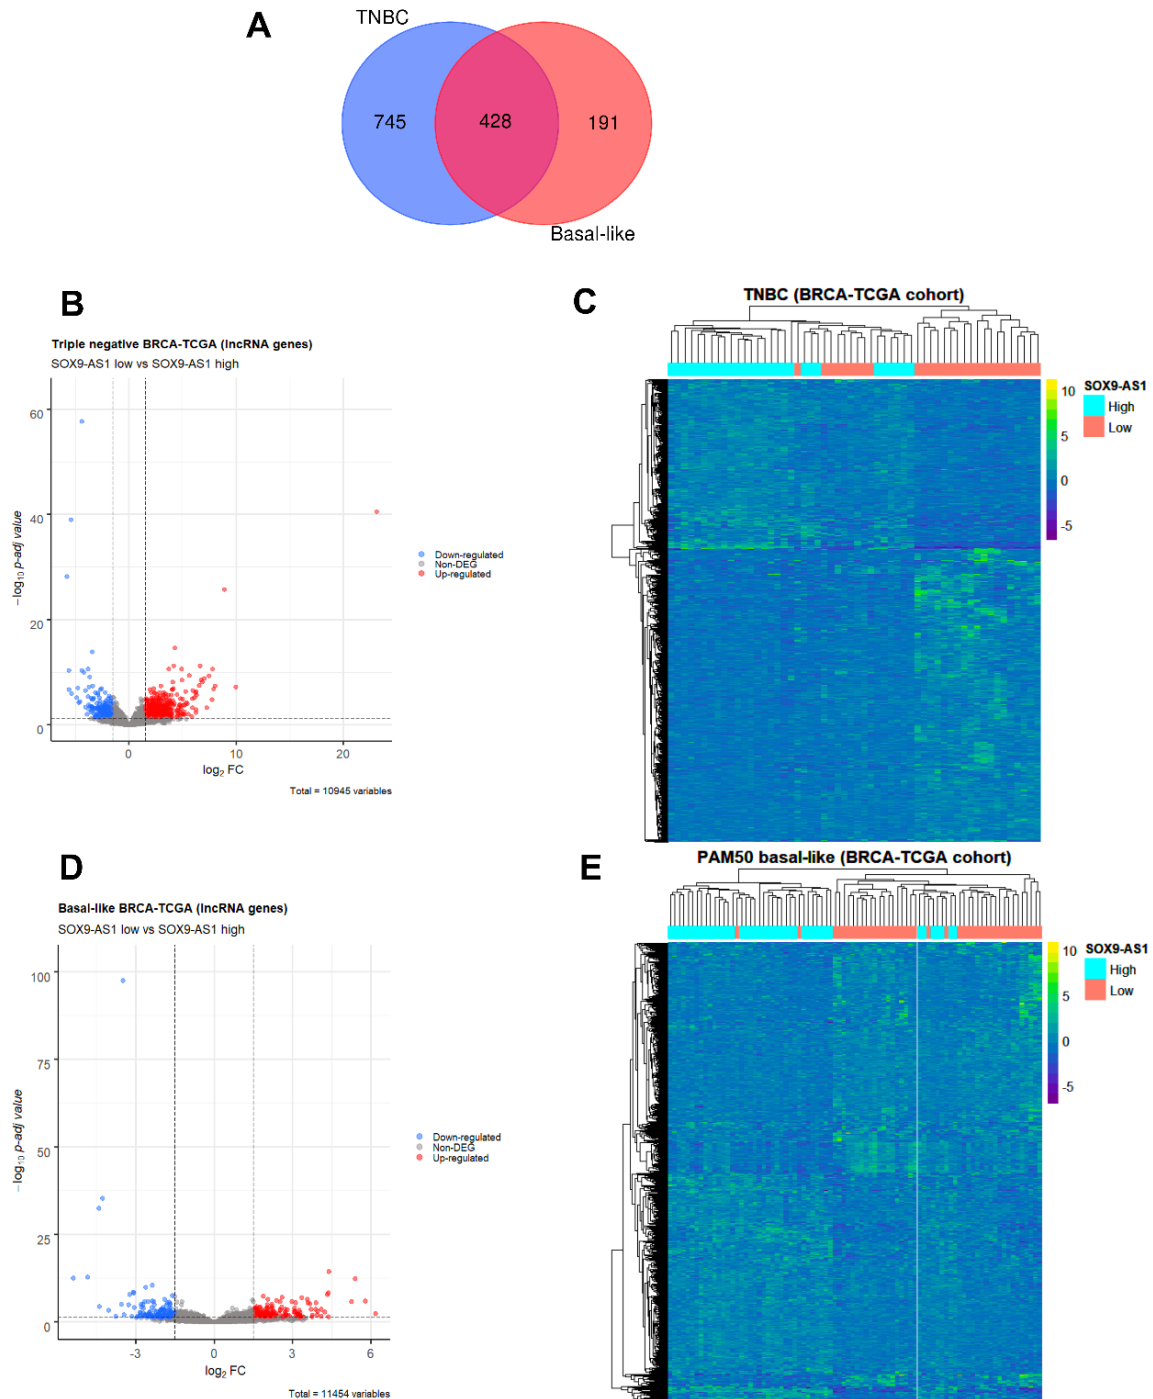 A
TNBC
745
428
191
Basal-like
B
Triple negative BRCA-TCGA (lncRNA genes)
SOX9-AS1 low vs SOX9-AS1 high
60
40
20
0
0
10
20
log2 FC
−log10 p-adj value
Down-regulated
Non-DEG
Up-regulated
Total = 10945 variables
C
TNBC (BRCA-TCGA cohort)
10
5
0
-5
SOX9-AS1
High
Low
D
Basal-like BRCA-TCGA (lncRNA genes)
SOX9-AS1 low vs SOX9-AS1 high
100
75
50
25
0
-3
0
3
6
log2 FC
−log10 p-adj value
Down-regulated
Non-DEG
Up-regulated
Total = 11454 variables
E
PAM50 basal-like (BRCA-TCGA cohort)
10
5
0
-5
SOX9-AS1
High
Low